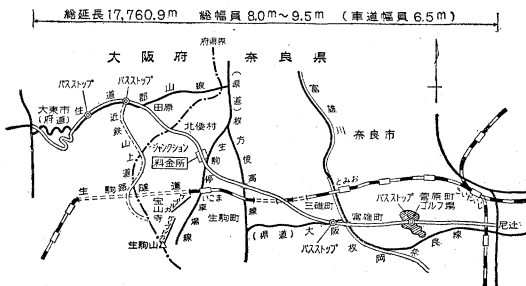 総延長 17,760.9m 総幅員 8.0m〜9.5m (車道幅員 6.5m)
府県界
大阪府 奈良県
バスストップ バスストップ
大東市
(府道)
住道郡山線
田原
北倭村
(県道)
枚方
富雄川
奈良市
近鉄
山上
ジャンクション
料金所
生駒
とみお
バスストップ
菅原町
ゴルフ場
生駒隧道
いこま
宝山寺
生駒町
三碓町
富雄町
尼辻
生駒山
(県道)大阪
バスストップ
枚岡
奈良線